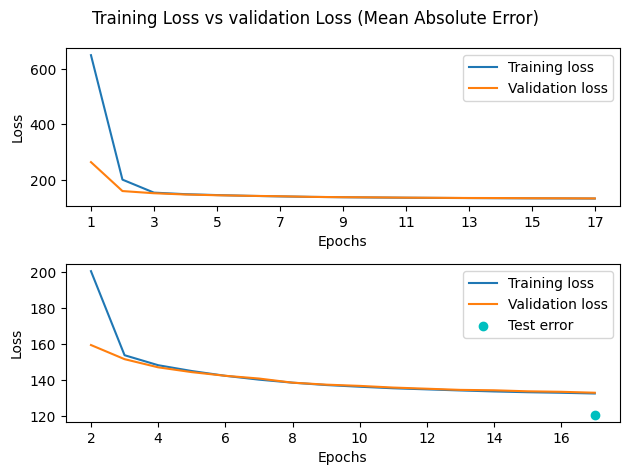 Training Loss vs validation Loss (Mean Absolute Error)
600
400
200
Loss
Training loss
Validation loss
1 3 5 7 9 11 13 15 17
Epochs
200
180
160
140
120
Loss
Training loss
Validation loss
Test error
2 4 6 8 10 12 14 16
Epochs